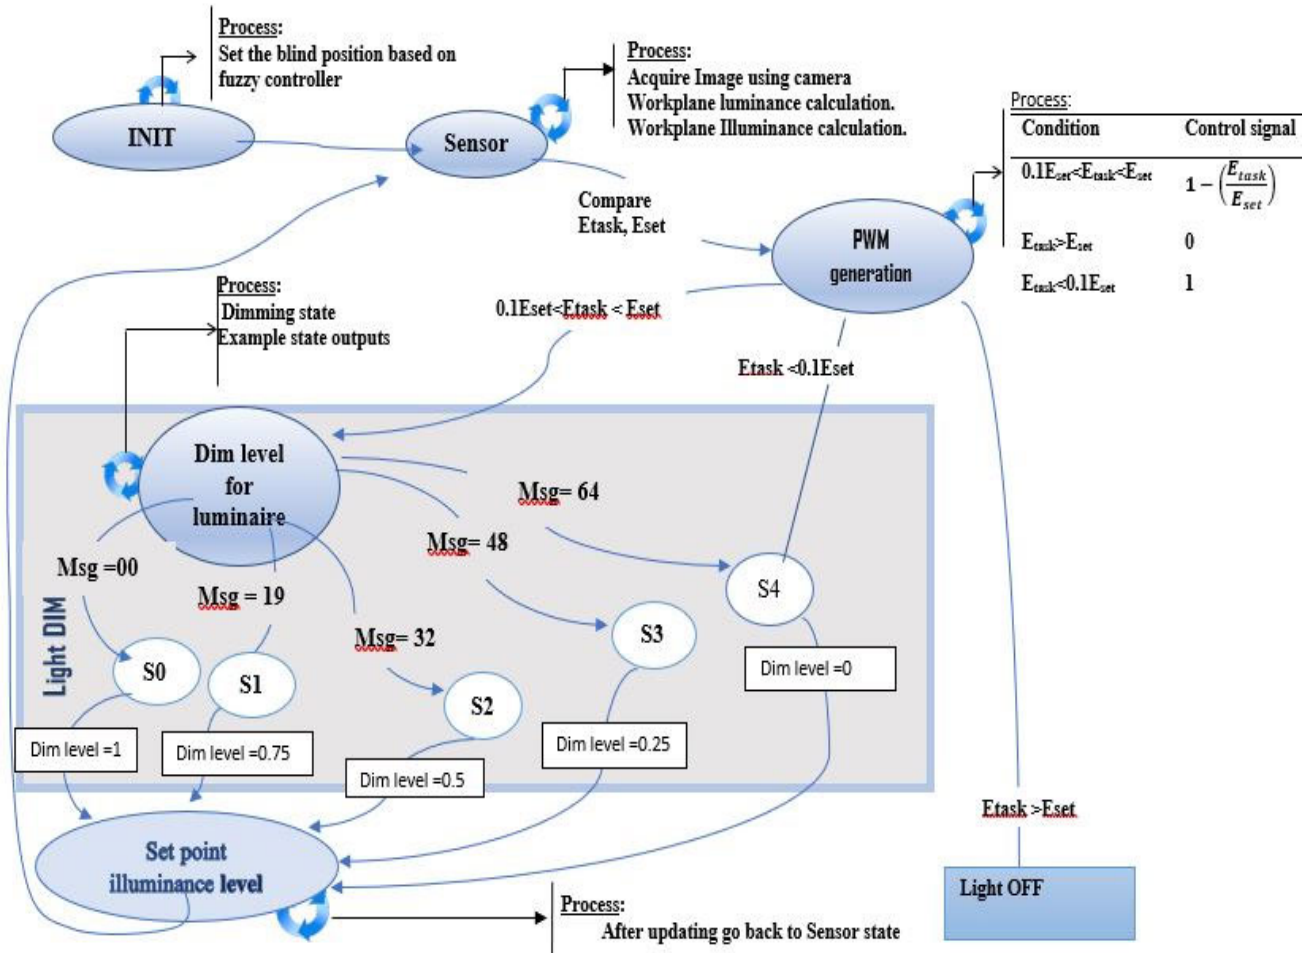 Process:
Set the blind position based on
fuzzy controller
INIT
Process:
Acquire Image using camera
Workplane luminance calculation.
Workplane Illuminance calculation.
Sensor
Process:
Condition Control signal
0.1Eset<Etask<Eset 1 − (Etask/Eset)
Etask>Eset 0
Etask<0.1Eset 1
Compare
Etask, Eset
PWM
generation
Process:
Dimming state
Example state outputs
0.1Eset<Etask < Eset
Etask <0.1Eset
Dim level
for
luminaire
Msg= 64
Msg= 48
Msg =00
Msg = 19
Msg= 32
Light DIM
S4
S3
S0
S1
S2
Dim level =0
Dim level =1
Dim level =0.75
Dim level =0.25
Dim level =0.5
Etask >Eset
Set point
illuminance level
Light OFF
Process:
After updating go back to Sensor state